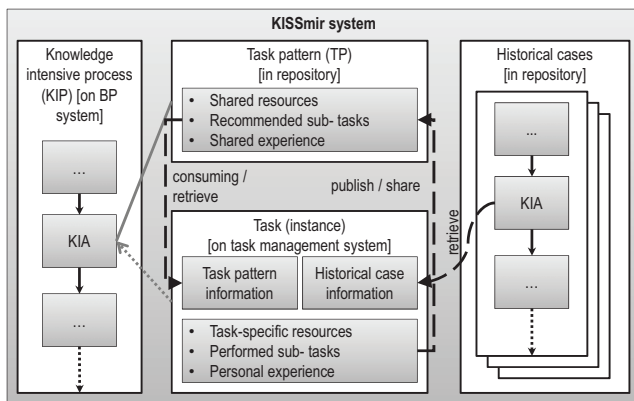 KISSmir system
Knowledge
intensive process
(KIP) [on BP
system]
...
KIA
...
Task pattern (TP)
[in repository]
• Shared resources
• Recommended sub- tasks
• Shared experience
consuming /
retrieve
publish / share
Task (instance)
[on task management system]
Task pattern
information
Historical case
information
• Task-specific resources
• Performed sub- tasks
• Personal experience
retrieve
Historical cases
[in repository]
...
KIA
...